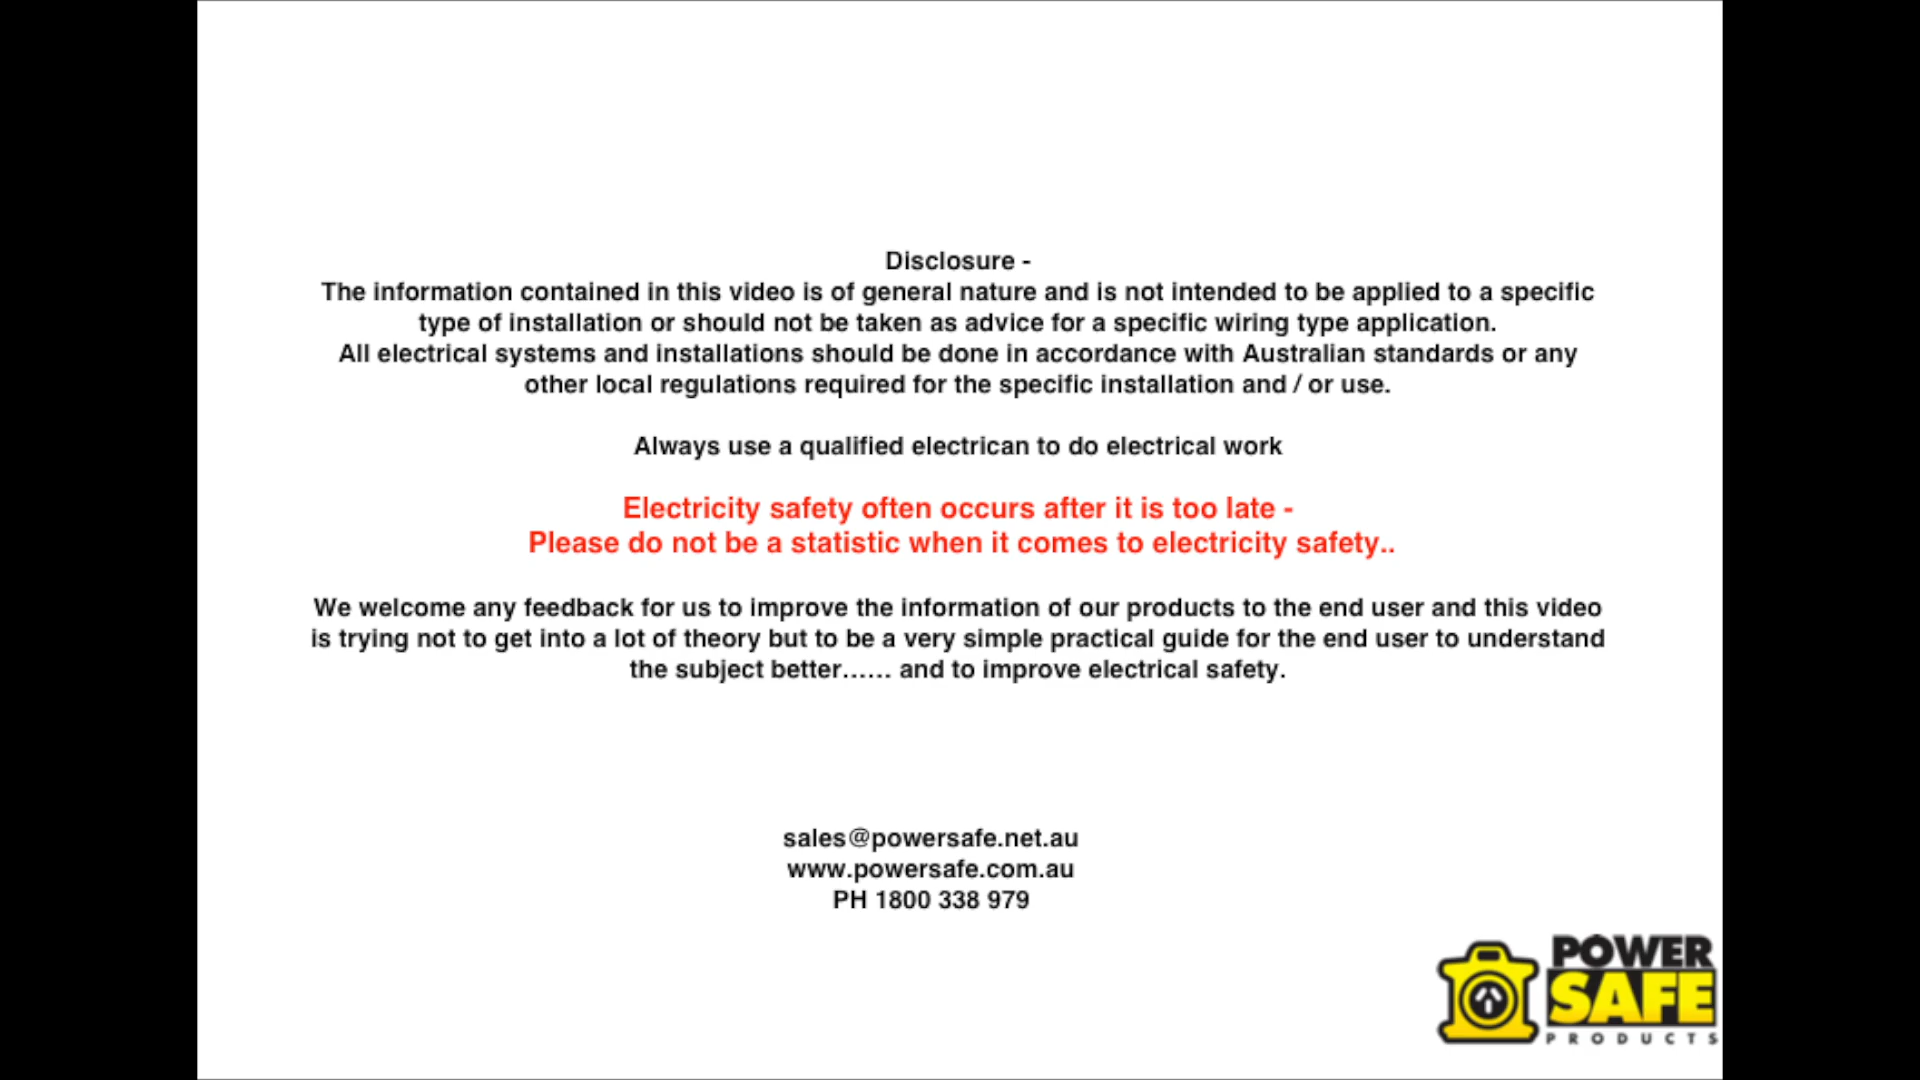 Disclosure -
The information contained in this video is of general nature and is not intended to be applied to a specific
type of installation or should not be taken as advice for a specific wiring type application.
All electrical systems and installations should be done in accordance with Australian standards or any
other local regulations required for the specific installation and / or use.
Always use a qualified electrican to do electrical work
Electricity safety often occurs after it is too late -
Please do not be a statistic when it comes to electricity safety..
We welcome any feedback for us to improve the information of our products to the end user and this video
is trying not to get into a lot of theory but to be a very simple practical guide for the end user to understand
the subject better...... and to improve electrical safety.
sales@powersafe.net.au
www.powersafe.com.au
PH 1800 338 979
POWER
SAFE
PRODUCTS